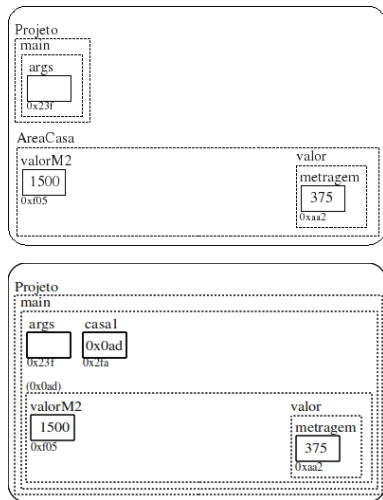 Projeto
main
args
0x23f
AreaCasa
valorM2
1500
0xf05
valor
metragem
375
0xaa2
Projeto
main
args
0x23f
casa1
0x0ad
0x2fa
(0x0ad)
valorM2
1500
0xf05
valor
metragem
375
0xaa2